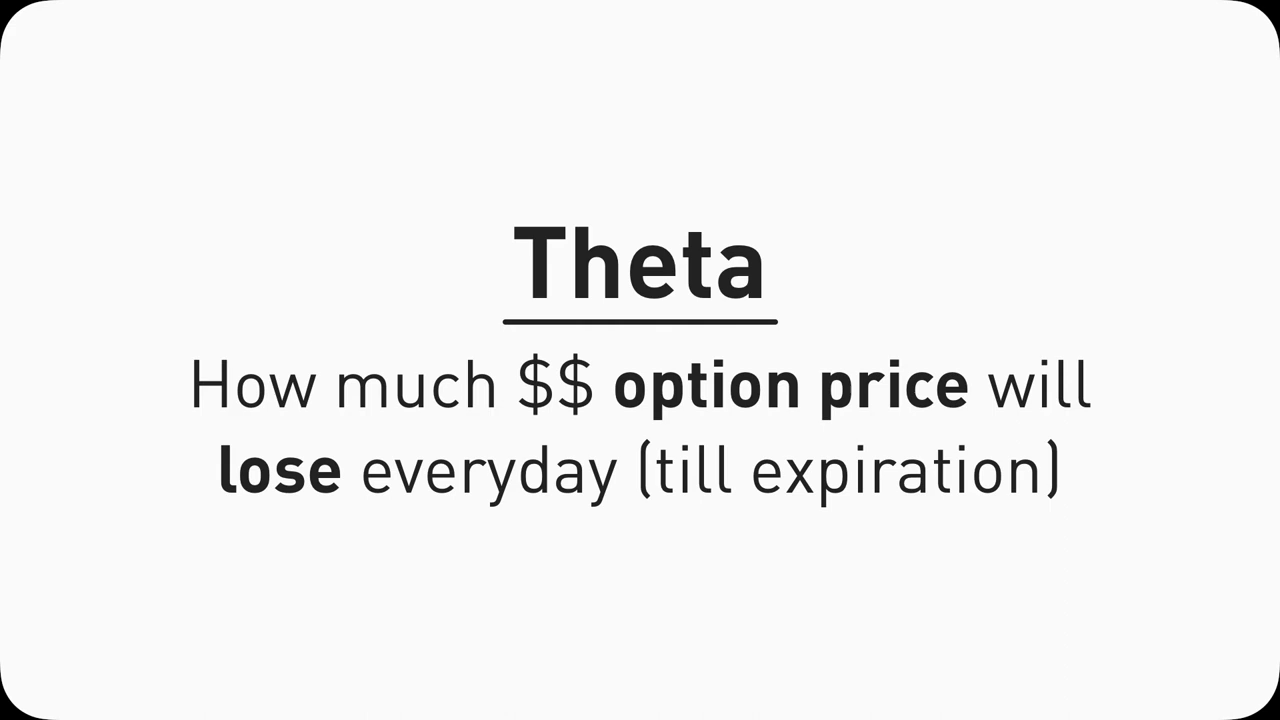 Theta
How much $$ option price will
lose everyday (till expiration)